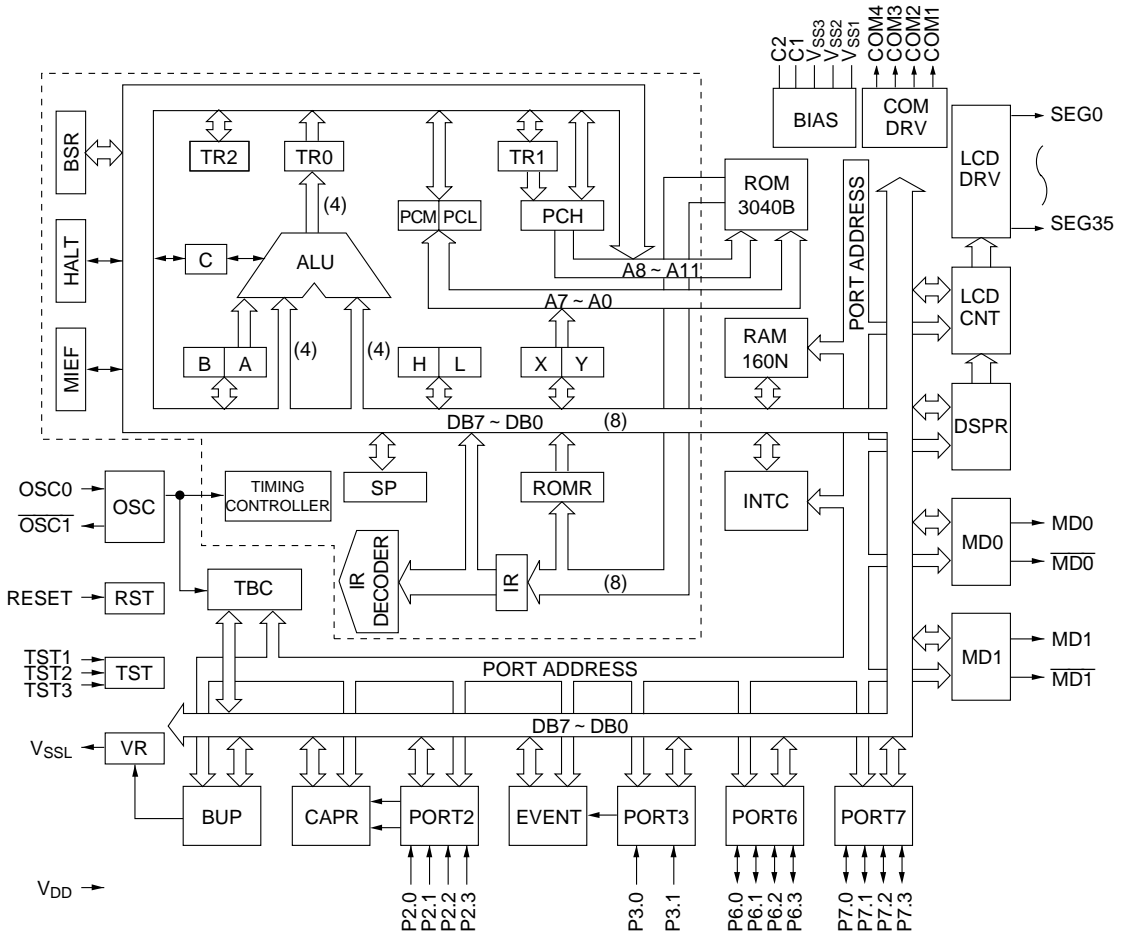 C2
C1
VSS3
VSS2
VSS1
COM4
COM3
COM2
COM1
BIAS
COM
DRV
LCD
DRV
SEG0
SEG35
BSR
HALT
MIEF
TR2
TR0
TR1
(4)
PCM
PCL
PCH
ROM
3040B
C
ALU
A8 ~ A11
A7 ~ A0
PORT ADDRESS
LCD
CNT
B
A
(4)
(4)
H
L
X
Y
RAM
160N
DB7 ~ DB0
(8)
DSPR
OSC0
OSC1
OSC
TIMING
CONTROLLER
SP
ROMR
INTC
MD0
MD0
MD0
IR
DECODER
IR
(8)
RESET
RST
TBC
TST1
TST2
TST3
TST
PORT ADDRESS
MD1
MD1
MD1
DB7 ~ DB0
VSSL
VR
BUP
CAPR
PORT2
EVENT
PORT3
PORT6
PORT7
VDD
P2.0
P2.1
P2.2
P2.3
P3.0
P3.1
P6.0
P6.1
P6.2
P6.3
P7.0
P7.1
P7.2
P7.3